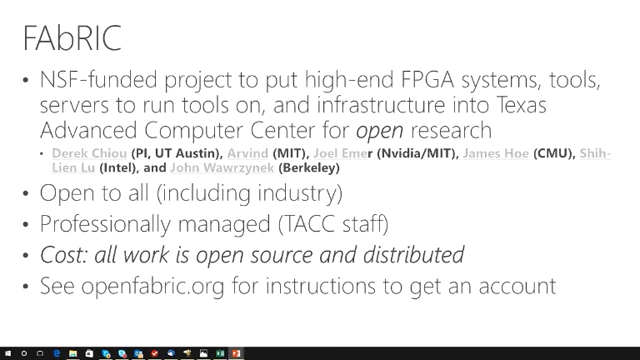 FAbRIC
• NSF-funded project to put high-end FPGA systems, tools,
servers to run tools on, and infrastructure into Texas
Advanced Computer Center for open research
• Derek Chiou (PI, UT Austin), Arvind (MIT), Joel Emer (Nvidia/MIT), James Hoe (CMU), Shih-
Lien Lu (Intel), and John Wawrzynek (Berkeley)
• Open to all (including industry)
• Professionally managed (TACC staff)
• Cost: all work is open source and distributed
• See openfabric.org for instructions to get an account